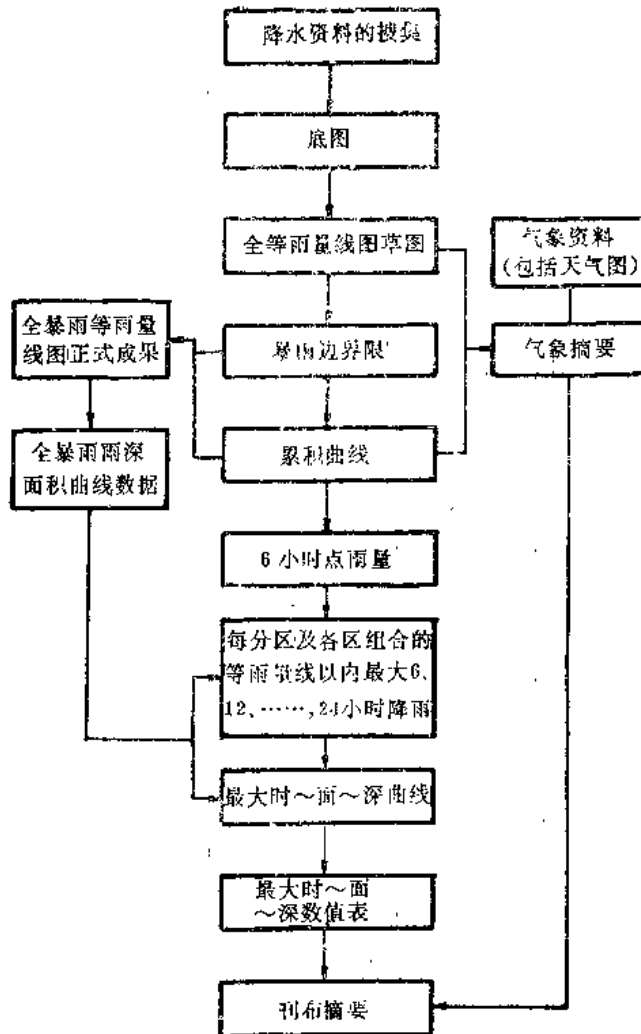 降水资料的搜集
底图
全等雨量线图草图
气象资料
(包括天气图)
全暴雨等雨量
线图正式成果
暴雨边界限
气象摘要
全暴雨雨深
面积曲线数据
累积曲线
6小时点雨量
每分区及各区组合的
等雨量线以内最大6、
12、……,24小时降雨
最大时~面~深曲线
最大时~面
~深数值表
刊布摘要